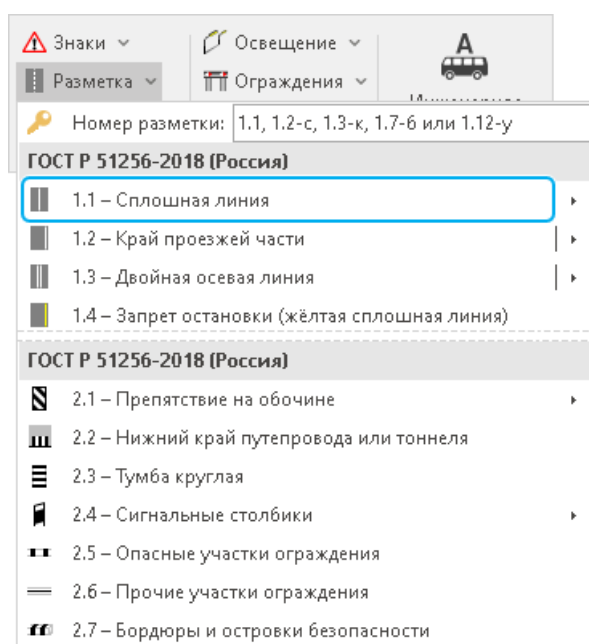 Знаки
Освещение
Разметка
Ограждения
А
Номер разметки: 1.1, 1.2-с, 1.3-к, 1.7-б или 1.12-у
ГОСТ Р 51256-2018 (Россия)
1.1 – Сплошная линия
1.2 – Край проезжей части
1.3 – Двойная осевая линия
1.4 – Запрет остановки (жёлтая сплошная линия)
ГОСТ Р 51256-2018 (Россия)
2.1 – Препятствие на обочине
2.2 – Нижний край путепровода или тоннеля
2.3 – Тумба круглая
2.4 – Сигнальные столбики
2.5 – Опасные участки ограждения
2.6 – Прочие участки ограждения
2.7 – Бордюры и островки безопасности